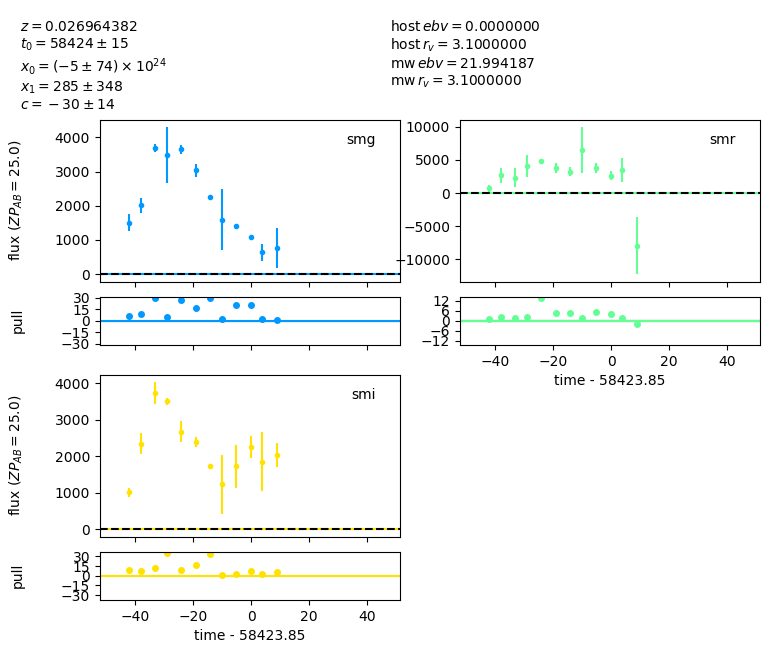 z = 0.026964382
t₀ = 58424 ± 15
x₀ = (−5 ± 74) × 10²⁴
x₁ = 285 ± 348
c = −30 ± 14
host ebv = 0.0000000
host r_v = 3.1000000
mw ebv = 21.994187
mw r_v = 3.1000000
smg
flux (ZP_AB = 25.0)
4000
3000
2000
1000
0
pull
30
15
0
−15
−30
smr
10000
5000
0
−5000
−10000
12
6
0
−6
−12
−40
−20
0
20
40
time - 58423.85
smi
flux (ZP_AB = 25.0)
4000
3000
2000
1000
0
pull
30
15
0
−15
−30
−40
−20
0
20
40
time - 58423.85